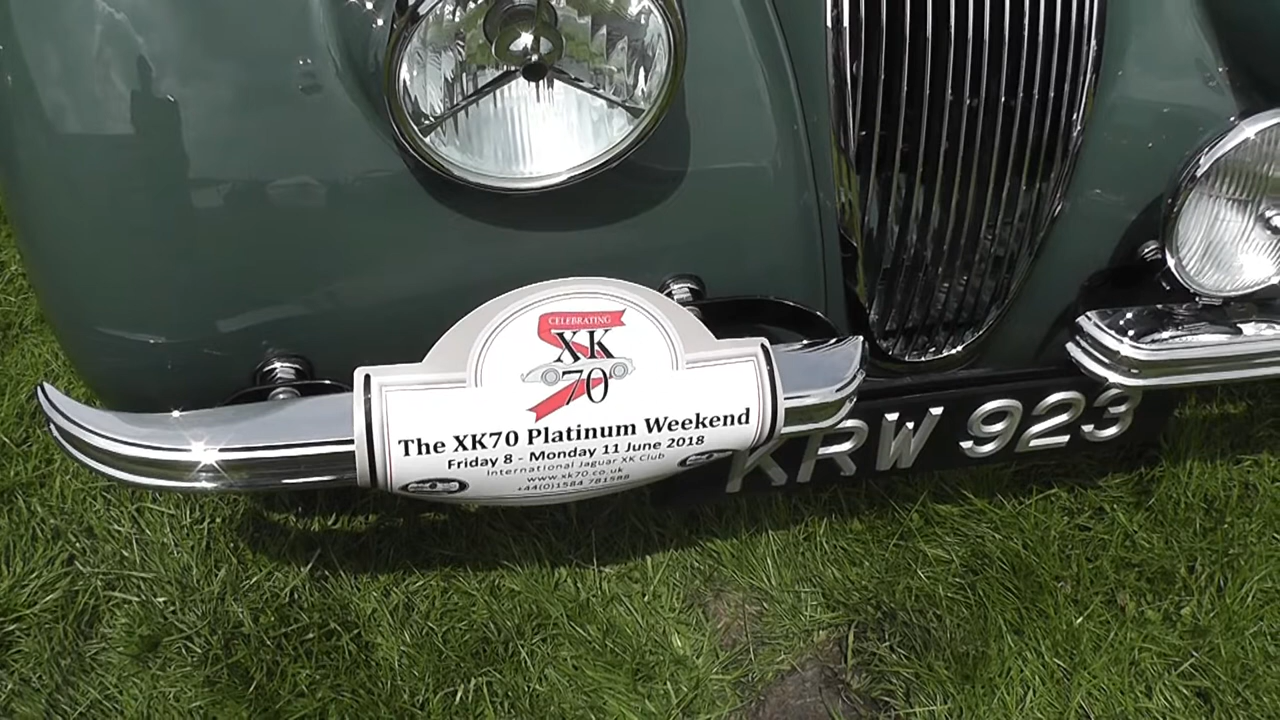 CELEBRATING
XK
70
The XK70 Platinum Weekend
Friday 8 - Monday 11 June 2018
International Jaguar XK Club
www.xk70.co.uk
+44(0)1584 781588
KRW 923